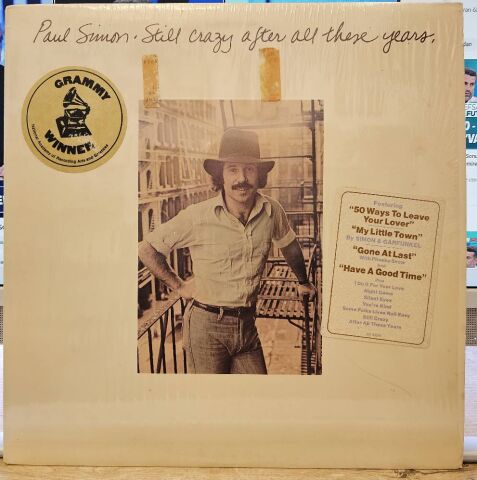 Paul Simon · Still crazy after all these years.
GRAMMY
WINNER
National Academy of Recording Arts and Sciences
Featuring
"50 Ways To Leave
Your Lover"
"My Little Town"
By SIMON & GARFUNKEL
"Gone At Last"
With Phoebe Snow
and
"Have A Good Time"
Plus
I Do It For Your Love
Night Game
Silent Eyes
You're Kind
Some Folks Lives Roll Easy
Still Crazy
After All These Years